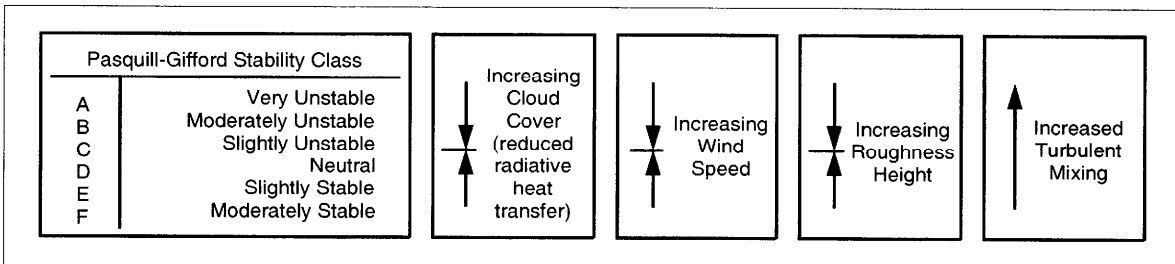 Pasquill-Gifford Stability Class
A Very Unstable
B Moderately Unstable
C Slightly Unstable
D Neutral
E Slightly Stable
F Moderately Stable
Increasing
Cloud
Cover
(reduced
radiative
heat
transfer)
Increasing
Wind
Speed
Increasing
Roughness
Height
Increased
Turbulent
Mixing